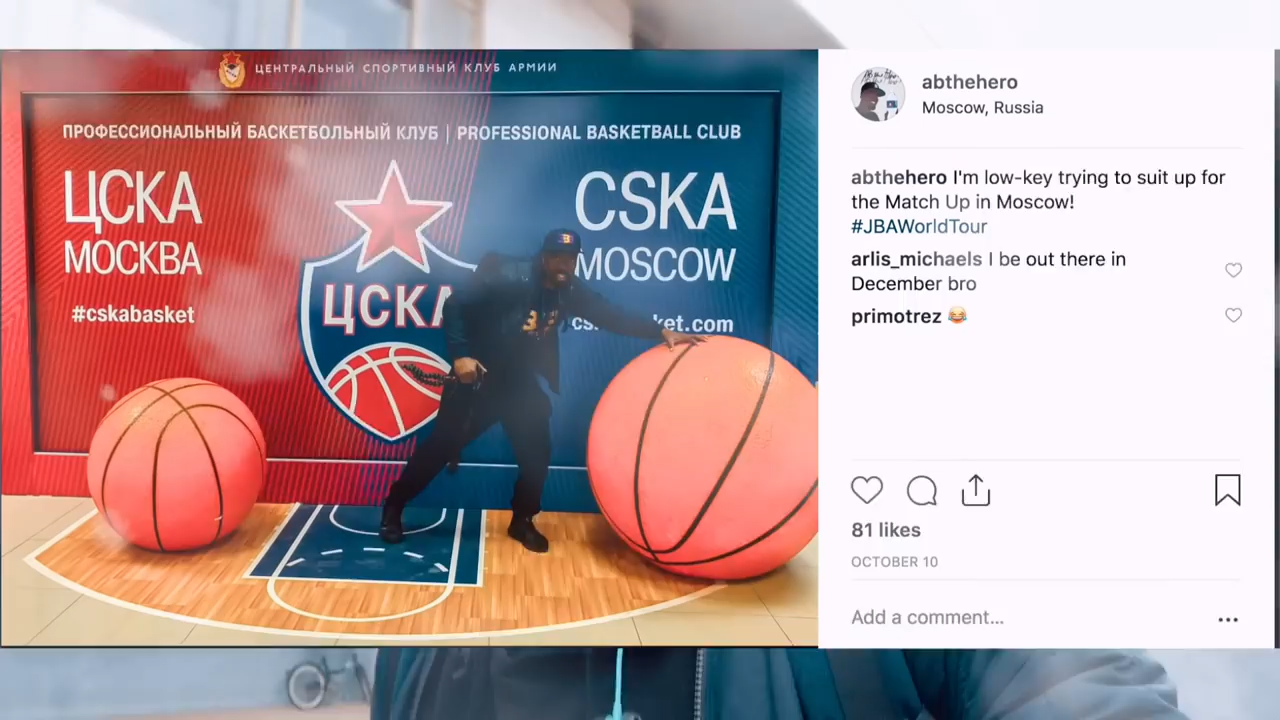 ЦЕНТРАЛЬНЫЙ СПОРТИВНЫЙ КЛУБ АРМИИ
ПРОФЕССИОНАЛЬНЫЙ БАСКЕТБОЛЬНЫЙ КЛУБ | PROFESSIONAL BASKETBALL CLUB
ЦСКА
МОСКВА
#cskabasket
ЦСКА
CSKA
MOSCOW
B
abthehero
Moscow, Russia
abthehero I'm low-key trying to suit up for
the Match Up in Moscow!
#JBAWorldTour
arlis_michaels I be out there in
December bro
primotrez 😂
81 likes
OCTOBER 10
Add a comment...